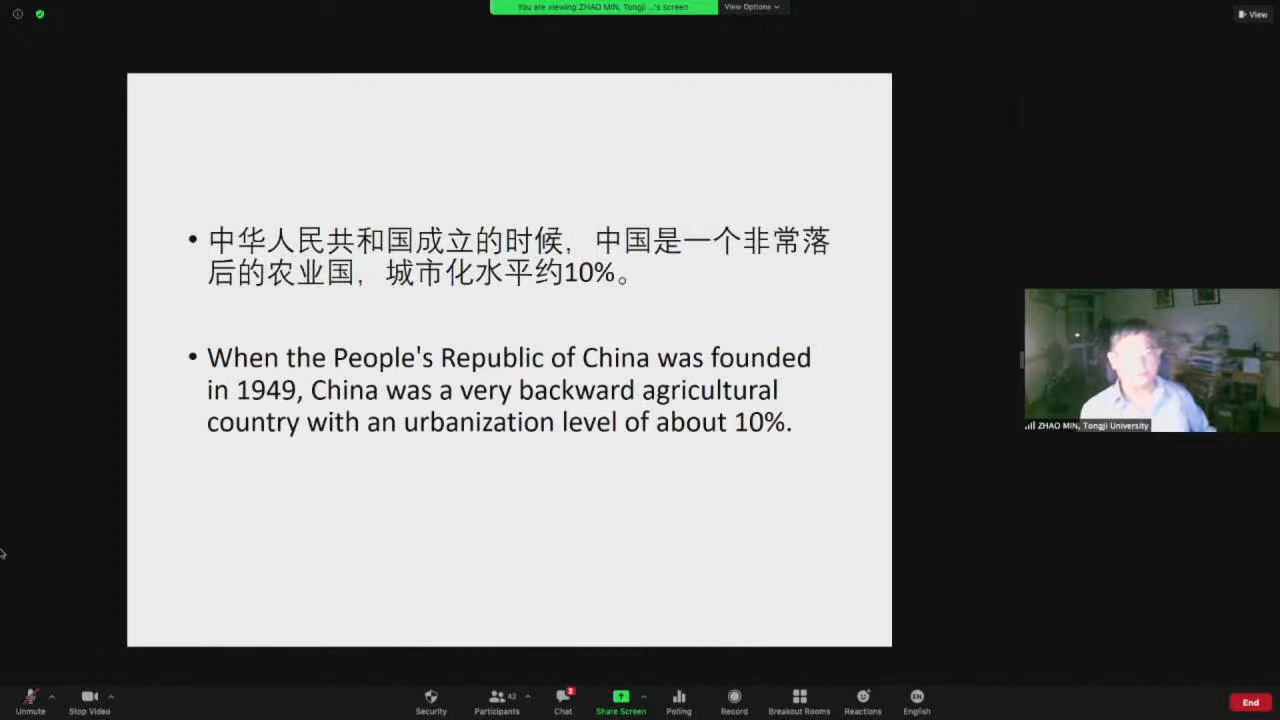 You are viewing ZHAO MIN, Tongji ...'s screen
View Options
View
• 中华人民共和国成立的时候，中国是一个非常落
后的农业国，城市化水平约10%。
• When the People's Republic of China was founded
in 1949, China was a very backward agricultural
country with an urbanization level of about 10%.
ZHAO MIN, Tongji University
Unmute
Stop Video
Security
Participants
42
Chat
2
Share Screen
Polling
Record
Breakout Rooms
Reactions
EN
English
End